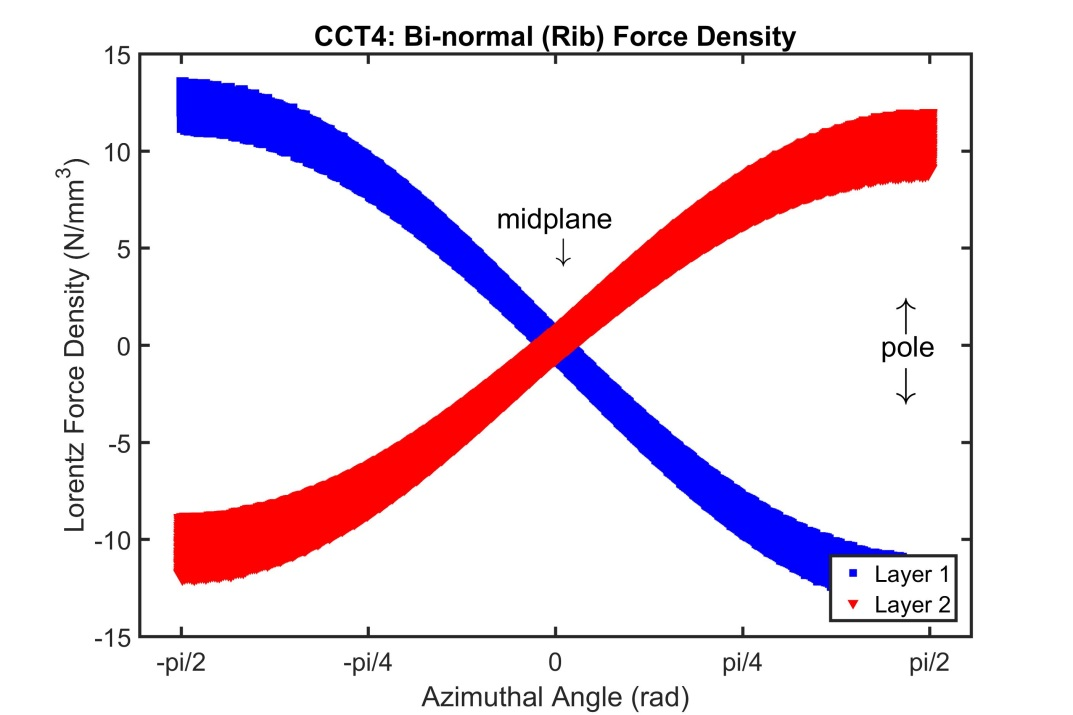 CCT4: Bi-normal (Rib) Force Density
Lorentz Force Density (N/mm³)
15
10
5
0
-5
-10
-15
midplane
↓
↑
pole
↓
Layer 1
Layer 2
-pi/2
-pi/4
0
pi/4
pi/2
Azimuthal Angle (rad)